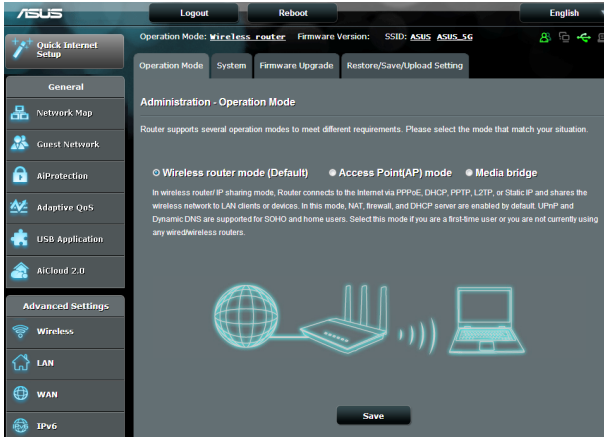 ASUS
Logout
Reboot
English
Quick Internet
Setup
Operation Mode: Wireless router Firmware Version: SSID: ASUS ASUS_5G
Operation Mode
System
Firmware Upgrade
Restore/Save/Upload Setting
General
Network Map
Guest Network
AiProtection
Adaptive QoS
USB Application
AiCloud 2.0
Advanced Settings
Wireless
LAN
WAN
IPv6
Administration - Operation Mode
Router supports several operation modes to meet different requirements. Please select the mode that match your situation.
Wireless router mode (Default)
Access Point(AP) mode
Media bridge
In wireless router/ IP sharing mode, Router connects to the Internet via PPPoE, DHCP, PPTP, L2TP, or Static IP and shares the
wireless network to LAN clients or devices. In this mode, NAT, firewall, and DHCP server are enabled by default. UPnP and
Dynamic DNS are supported for SOHO and home users. Select this mode if you are a first-time user or you are not currently using
any wired/wireless routers.
Save